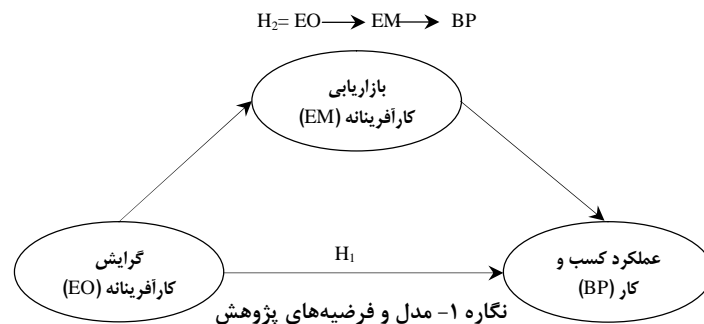 H₂= EO → EM → BP
بازاریابی
کارآفرینانه (EM)
H₁
گرایش
کارآفرینانه (EO)
عملکرد کسب و
کار (BP)
نگاره ۱- مدل و فرضیه‌های پژوهش